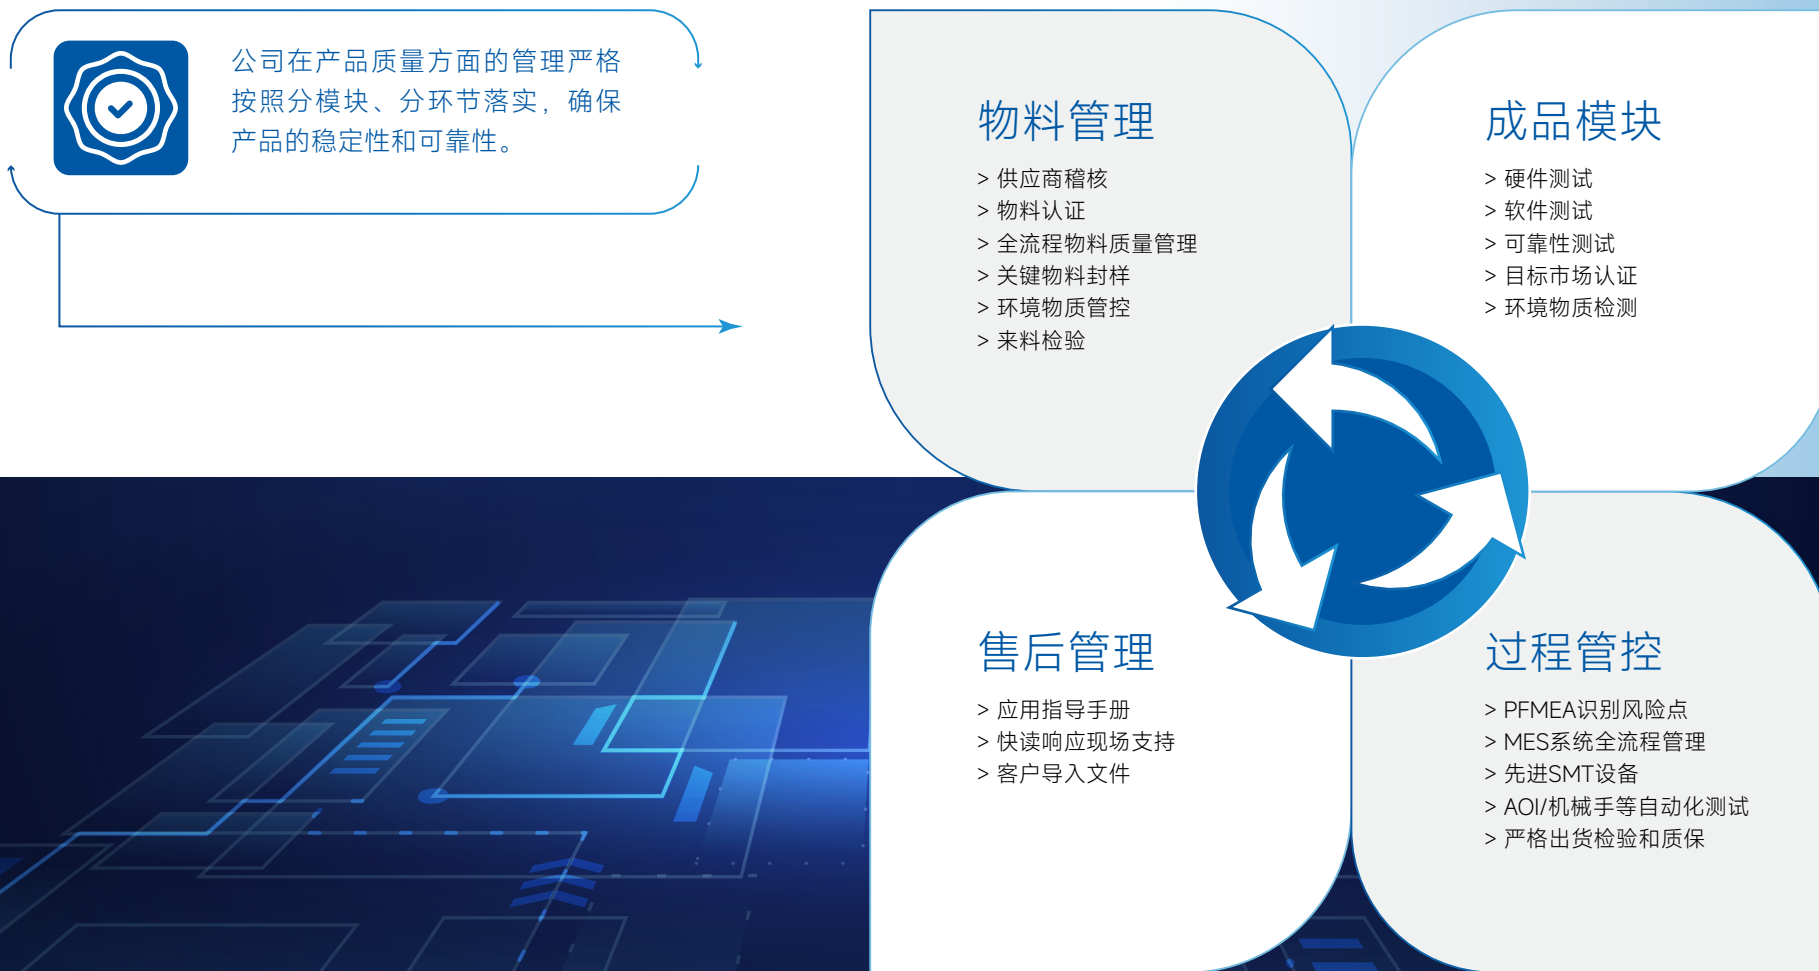 公司在产品质量方面的管理严格
按照分模块、分环节落实，确保
产品的稳定性和可靠性。
物料管理
> 供应商稽核
> 物料认证
> 全流程物料质量管理
> 关键物料封样
> 环境物质管控
> 来料检验
成品模块
> 硬件测试
> 软件测试
> 可靠性测试
> 目标市场认证
> 环境物质检测
售后管理
> 应用指导手册
> 快读响应现场支持
> 客户导入文件
过程管控
> PFMEA识别风险点
> MES系统全流程管理
> 先进SMT设备
> AOI/机械手等自动化测试
> 严格出货检验和质保